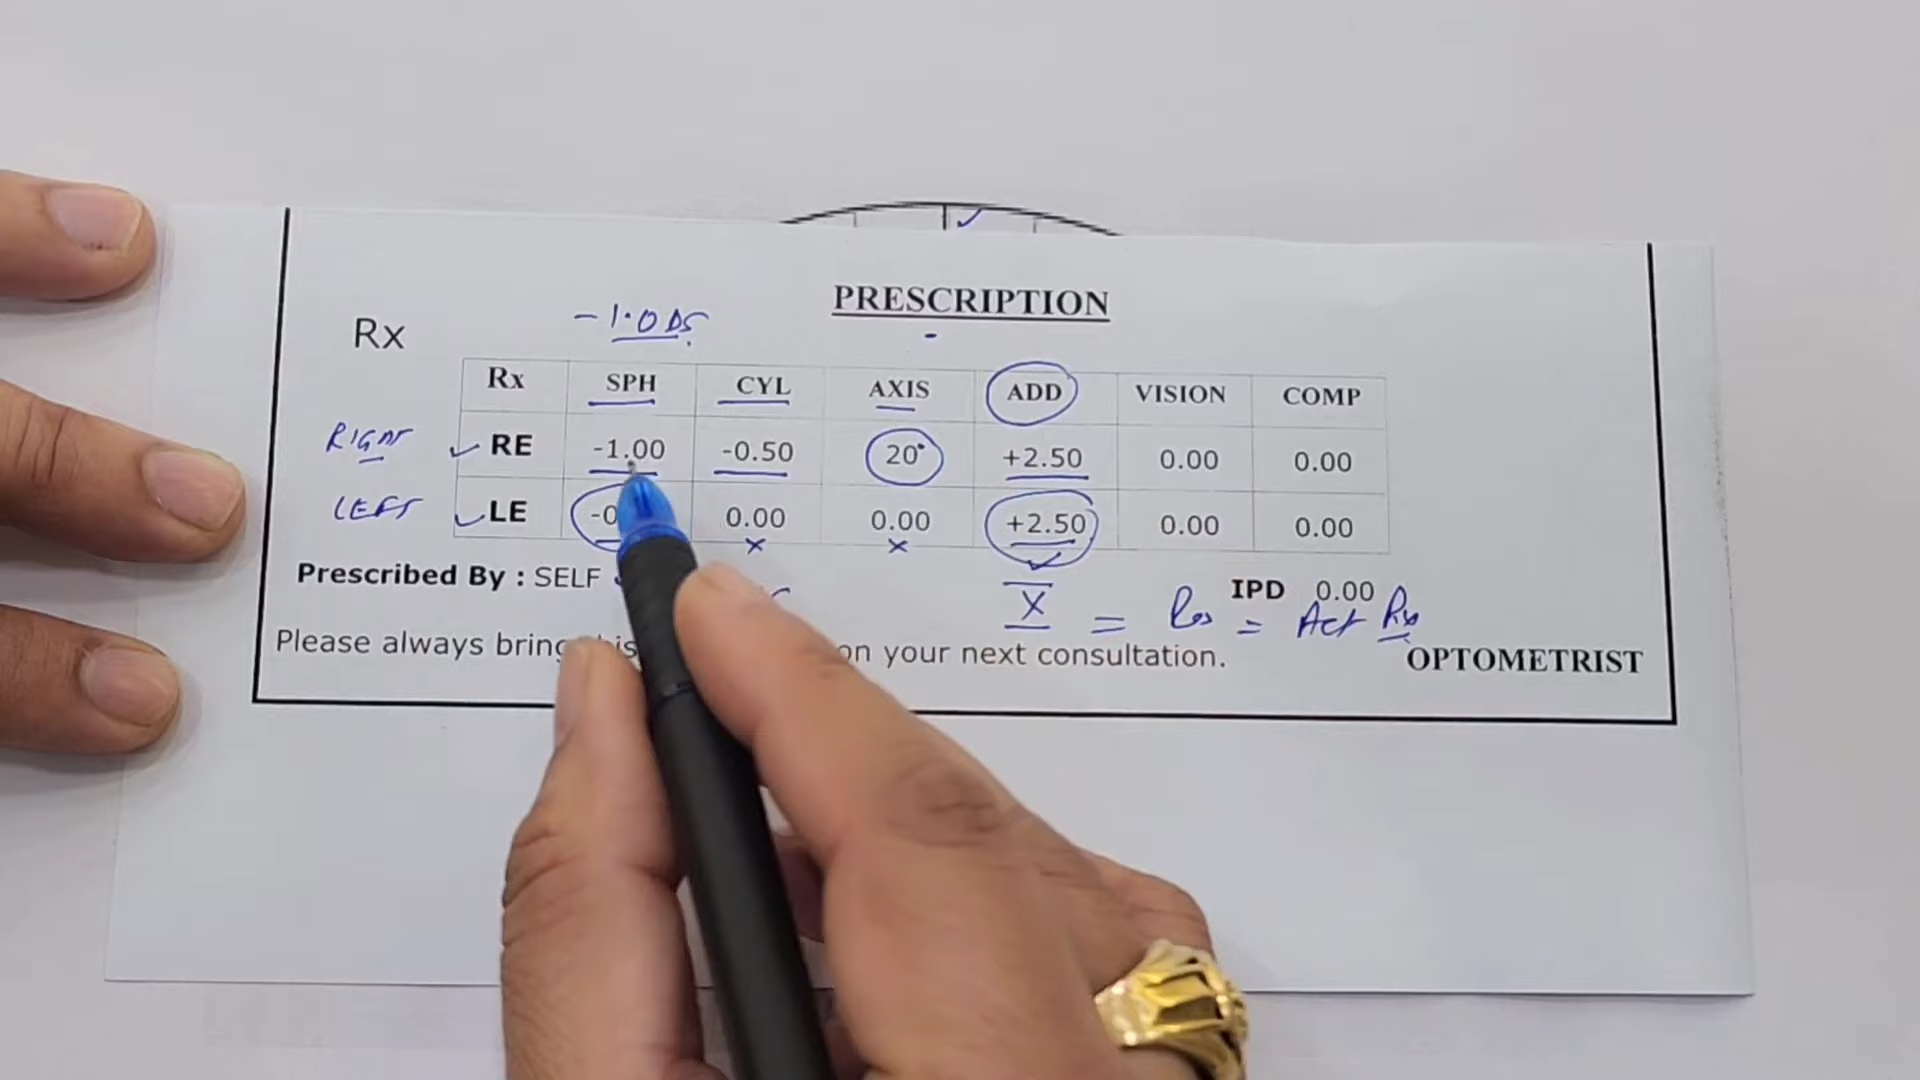 PRESCRIPTION
Rx -1.0 DS
Rx SPH CYL AXIS ADD VISION COMP
RIGHT RE -1.00 -0.50 20° +2.50 0.00 0.00
LEFT LE -0 0.00 0.00 +2.50 0.00 0.00
x x
Prescribed By : SELF IPD 0.00
X = = Act Rx
Please always bring on your next consultation.
OPTOMETRIST